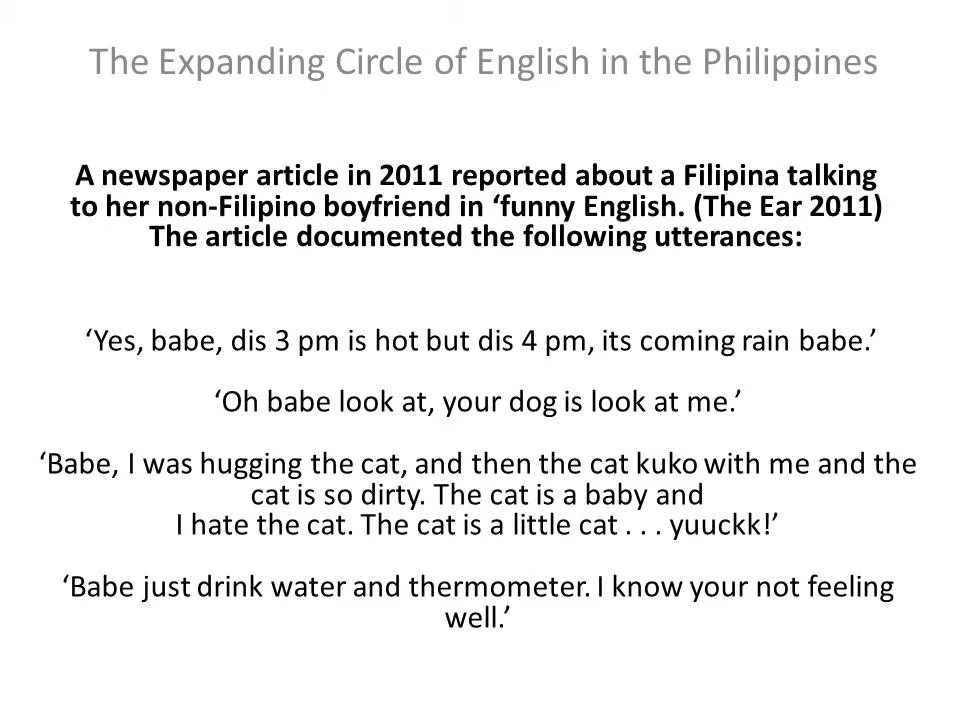 The Expanding Circle of English in the Philippines
A newspaper article in 2011 reported about a Filipina talking
to her non-Filipino boyfriend in ‘funny English. (The Ear 2011)
The article documented the following utterances:
‘Yes, babe, dis 3 pm is hot but dis 4 pm, its coming rain babe.’
‘Oh babe look at, your dog is look at me.’
‘Babe, I was hugging the cat, and then the cat kuko with me and the
cat is so dirty. The cat is a baby and
I hate the cat. The cat is a little cat . . . yuuckk!’
‘Babe just drink water and thermometer. I know your not feeling
well.’